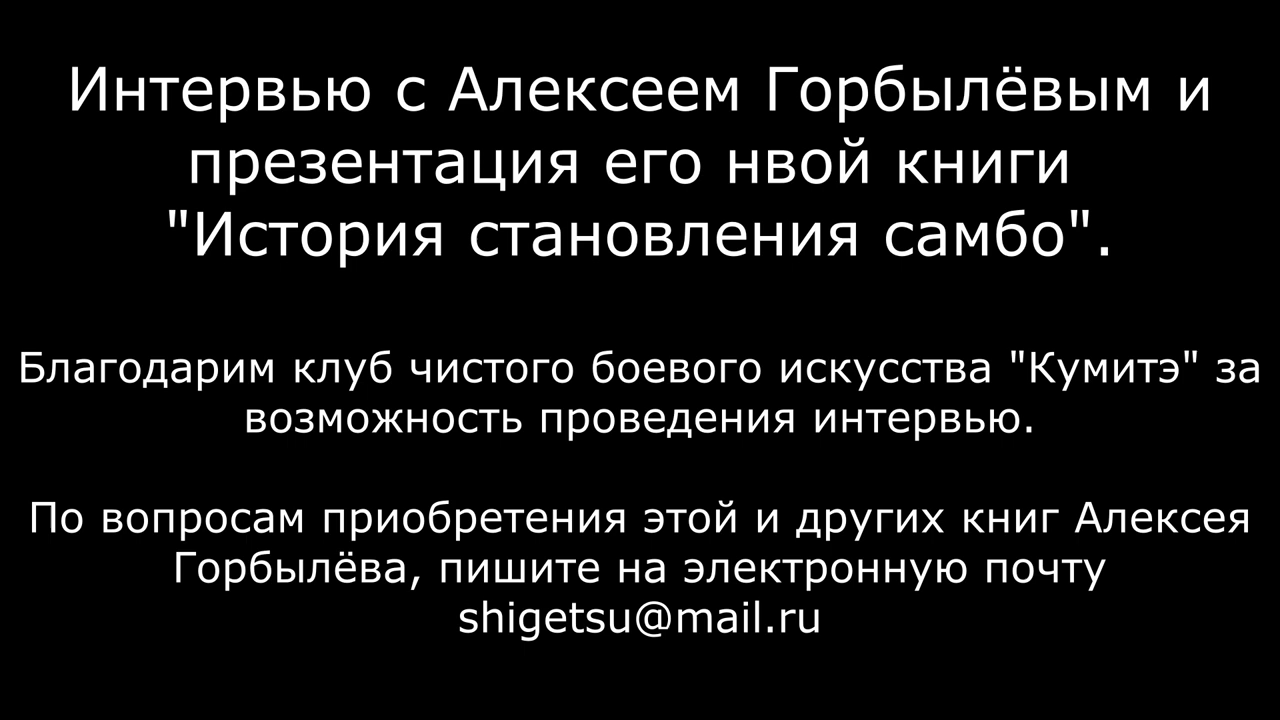 Интервью с Алексеем Горбылёвым и
презентация его нвой книги
"История становления самбо".
Благодарим клуб чистого боевого искусства "Кумитэ" за
возможность проведения интервью.
По вопросам приобретения этой и других книг Алексея
Горбылёва, пишите на электронную почту
shigetsu@mail.ru